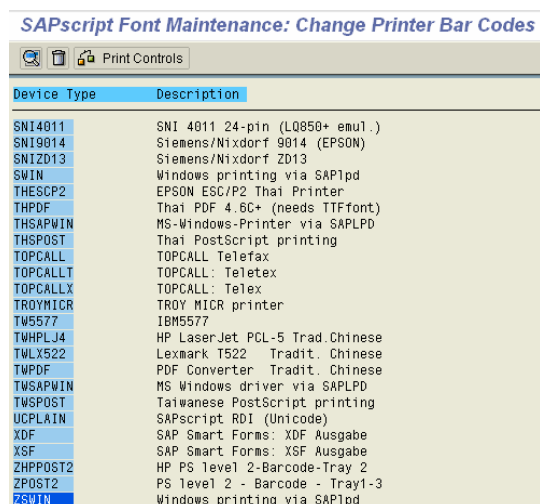 SAPscript Font Maintenance: Change Printer Bar Codes
Print Controls
Device Type Description
SNI4011 SNI 4011 24-pin (LQ850+ emul.)
SNI9014 Siemens/Nixdorf 9014 (EPSON)
SNIZD13 Siemens/Nixdorf ZD13
SWIN Windows printing via SAPlpd
THESCP2 EPSON ESC/P2 Thai Printer
THPDF Thai PDF 4.6C+ (needs TTFfont)
THSAPWIN MS-Windows-Printer via SAPLPD
THSPOST Thai PostScript printing
TOPCALL TOPCALL Telefax
TOPCALLT TOPCALL: Teletex
TOPCALLX TOPCALL: Telex
TROYMICR TROY MICR printer
TW5577 IBM5577
TWHPLJ4 HP LaserJet PCL-5 Trad.Chinese
TWLX522 Lexmark T522 Tradit. Chinese
TWPDF PDF Converter Tradit. Chinese
TWSAPWIN MS Windows driver via SAPLPD
TWSPOST Taiwanese PostScript printing
UCPLAIN SAPscript RDI (Unicode)
XDF SAP Smart Forms: XDF Ausgabe
XSF SAP Smart Forms: XSF Ausgabe
ZHPPOST2 HP PS level 2-Barcode-Tray 2
ZPOST2 PS level 2 - Barcode - Tray1-3
ZSWIN Windows printing via SAPlpd